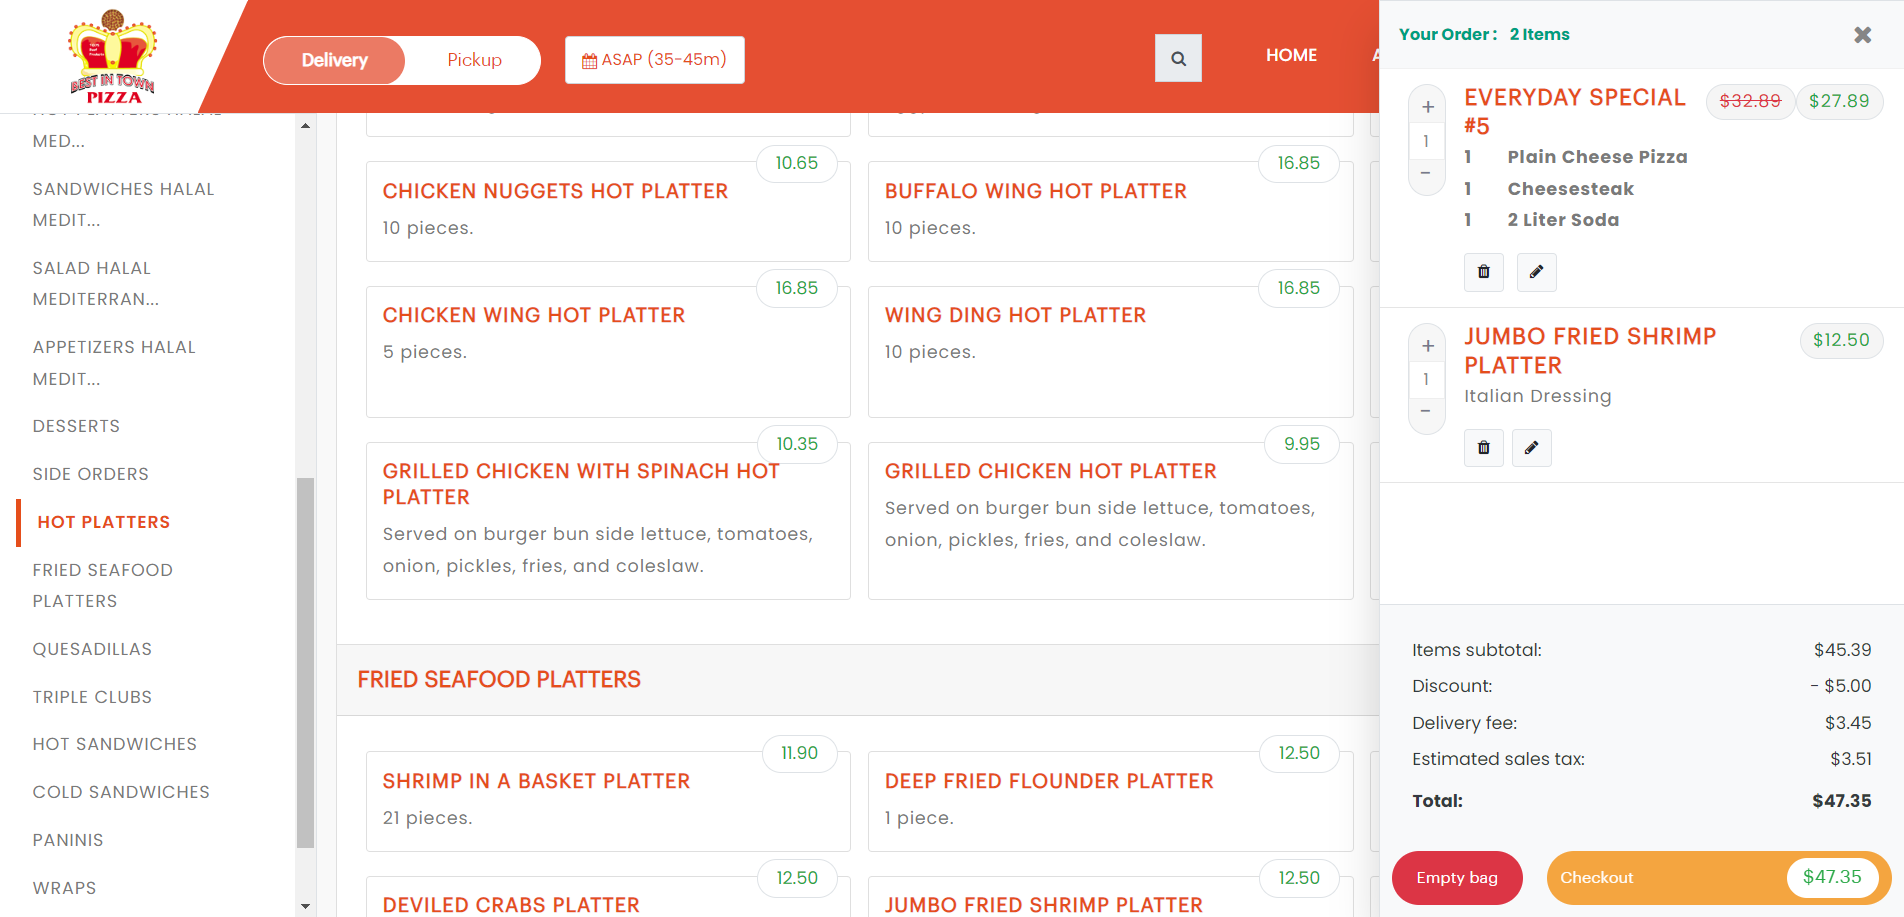 BEST IN TOWN
PIZZA
Delivery
Pickup
ASAP (35-45m)
HOME
Your Order : 2 Items
MED...
SANDWICHES HALAL
MEDIT...
SALAD HALAL
MEDITERRAN...
APPETIZERS HALAL
MEDIT...
DESSERTS
SIDE ORDERS
HOT PLATTERS
FRIED SEAFOOD
PLATTERS
QUESADILLAS
TRIPLE CLUBS
HOT SANDWICHES
COLD SANDWICHES
PANINIS
WRAPS
10.65
CHICKEN NUGGETS HOT PLATTER
10 pieces.
16.85
BUFFALO WING HOT PLATTER
10 pieces.
16.85
CHICKEN WING HOT PLATTER
5 pieces.
16.85
WING DING HOT PLATTER
10 pieces.
10.35
GRILLED CHICKEN WITH SPINACH HOT
PLATTER
Served on burger bun side lettuce, tomatoes,
onion, pickles, fries, and coleslaw.
9.95
GRILLED CHICKEN HOT PLATTER
Served on burger bun side lettuce, tomatoes,
onion, pickles, fries, and coleslaw.
FRIED SEAFOOD PLATTERS
11.90
SHRIMP IN A BASKET PLATTER
21 pieces.
12.50
DEEP FRIED FLOUNDER PLATTER
1 piece.
12.50
DEVILED CRABS PLATTER
12.50
JUMBO FRIED SHRIMP PLATTER
+
1
−
EVERYDAY SPECIAL
#5
$32.89 $27.89
1 Plain Cheese Pizza
1 Cheesesteak
1 2 Liter Soda
+
1
−
JUMBO FRIED SHRIMP
PLATTER
$12.50
Italian Dressing
Items subtotal: $45.39
Discount: - $5.00
Delivery fee: $3.45
Estimated sales tax: $3.51
Total: $47.35
Empty bag
Checkout $47.35